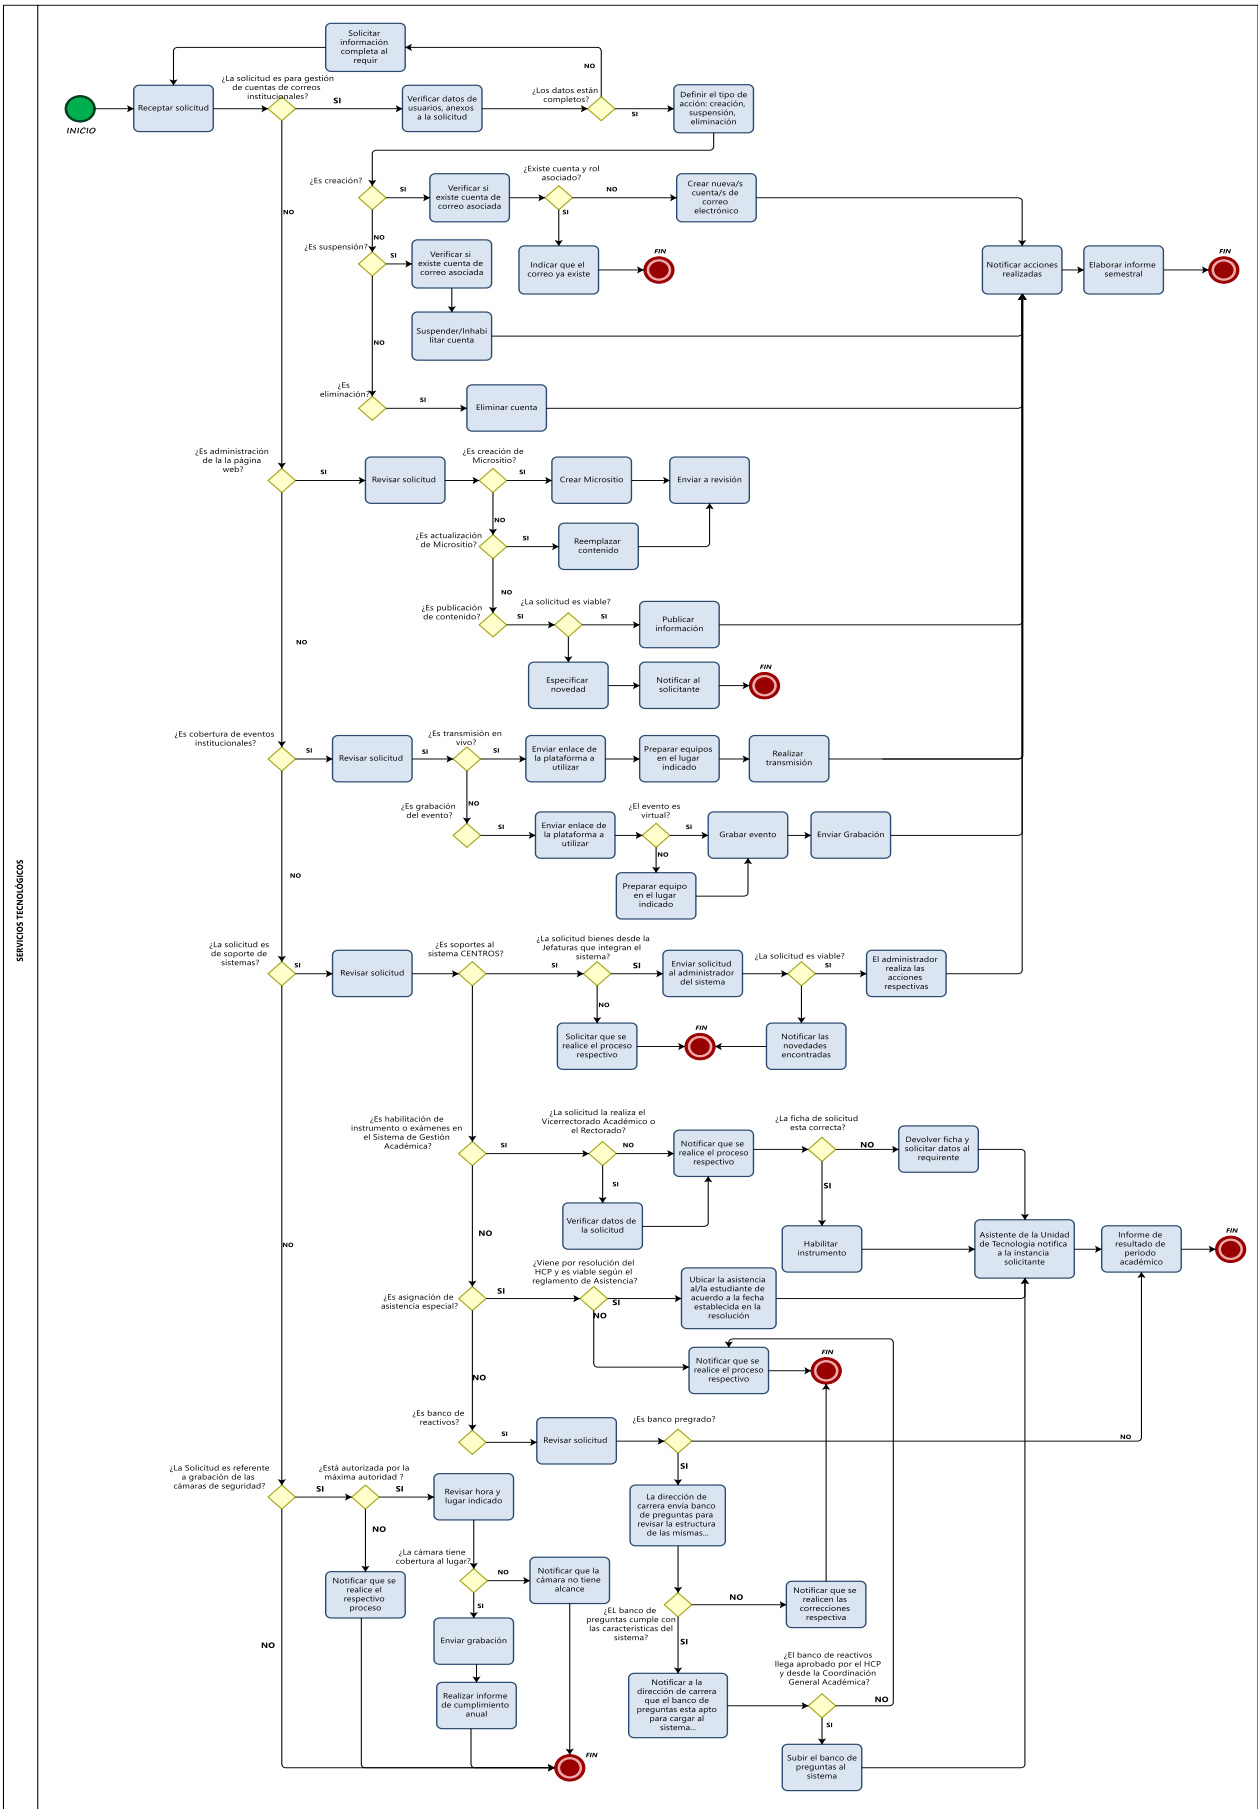 SERVICIOS TECNOLÓGICOS
Solicitar
información
completa al
requir
NO
¿La solicitud es para gestión
de cuentas de correos
institucionales?
¿Los datos están
completos?
INICIO
Receptar solicitud
SI
Verificar datos de
usuarios, anexos
a la solicitud
SI
Definir el tipo de
acción: creación,
suspensión,
eliminación
¿Es creación?
SI
Verificar si
existe cuenta de
correo asociada
¿Existe cuenta y rol
asociado?
NO
Crear nueva/s
cuenta/s de
correo
electrónico
NO
SI
NO
¿Es suspensión?
SI
Verificar si
existe cuenta de
correo asociada
Indicar que el
correo ya existe
FIN
Notificar acciones
realizadas
Elaborar informe
semestral
FIN
Suspender/Inhabi
litar cuenta
NO
¿Es
eliminación?
SI
Eliminar cuenta
¿Es administración
de la la página
web?
SI
Revisar solicitud
¿Es creación de
Micrositio?
SI
Crear Micrositio
Enviar a revisión
NO
¿Es actualización
de Micrositio?
SI
Reemplazar
contenido
NO
¿Es publicación
de contenido?
SI
¿La solicitud es viable?
SI
Publicar
información
NO
Especificar
novedad
Notificar al
solicitante
FIN
¿Es cobertura de eventos
institucionales?
SI
Revisar solicitud
SI
¿Es transmisión en
vivo?
SI
Enviar enlace de
la plataforma a
utilizar
Preparar equipos
en el lugar
indicado
Realizar
transmisión
NO
¿Es grabación
del evento?
SI
Enviar enlace de
la plataforma a
utilizar
¿El evento es
virtual?
SI
Grabar evento
Enviar Grabación
NO
NO
Preparar equipo
en el lugar
indicado
¿La solicitud es
de soporte de
sistemas?
SI
Revisar solicitud
¿Es soportes al
sistema CENTROS?
SI
¿La solicitud bienes desde la
Jefaturas que integran el
sistema?
SI
Enviar solicitud
al administrador
del sistema
¿La solicitud es viable?
SI
El administrador
realiza las
acciones
respectivas
NO
Solicitar que se
realice el proceso
respectivo
FIN
Notificar las
novedades
encontradas
¿Es habilitación de
instrumento o exámenes en
el Sistema de Gestión
Académica?
SI
¿La solicitud la realiza el
Vicerrectorado Académico o
el Rectorado?
NO
Notificar que se
realice el proceso
respectivo
¿La ficha de solicitud
esta correcta?
NO
Devolver ficha y
solicitar datos al
requirente
SI
SI
Verificar datos de
la solicitud
Habilitar
instrumento
Asistente de la Unidad
de Tecnología notifica
a la instancia
solicitante
Informe de
resultado de
periodo
académico
FIN
NO
NO
¿Es asignación de
asistencia especial?
SI
¿Viene por resolución del
HCP y es viable según el
reglamento de Asistencia?
SI
NO
Ubicar la asistencia
al/la estudiante de
acuerdo a la fecha
establecida en la
resolución
Notificar que se
realice el proceso
respectivo
FIN
NO
¿Es banco de
reactivos?
SI
Revisar solicitud
¿Es banco pregrado?
NO
SI
¿La Solicitud es referente
a grabación de las
cámaras de seguridad?
SI
¿Está autorizada por la
máxima autoridad ?
SI
Revisar hora y
lugar indicado
La dirección de
carrera envía banco
de preguntas para
revisar la estructura
de las mismas...
NO
¿La cámara tiene
cobertura al lugar?
NO
Notificar que la
cámara no tiene
alcance
Notificar que se
realice el
respectivo
proceso
SI
¿EL banco de
preguntas cumple con
las características del
sistema?
NO
Notificar que se
realicen las
correcciones
respectiva
NO
Enviar grabación
SI
Realizar informe
de cumplimiento
anual
Notificar a la
dirección de carrera
que el banco de
preguntas esta apto
para cargar al
sistema...
¿El banco de reactivos
llega aprobado por el HCP
y desde la Coordinación
General Académica?
NO
SI
FIN
Subir el banco de
preguntas al
sistema